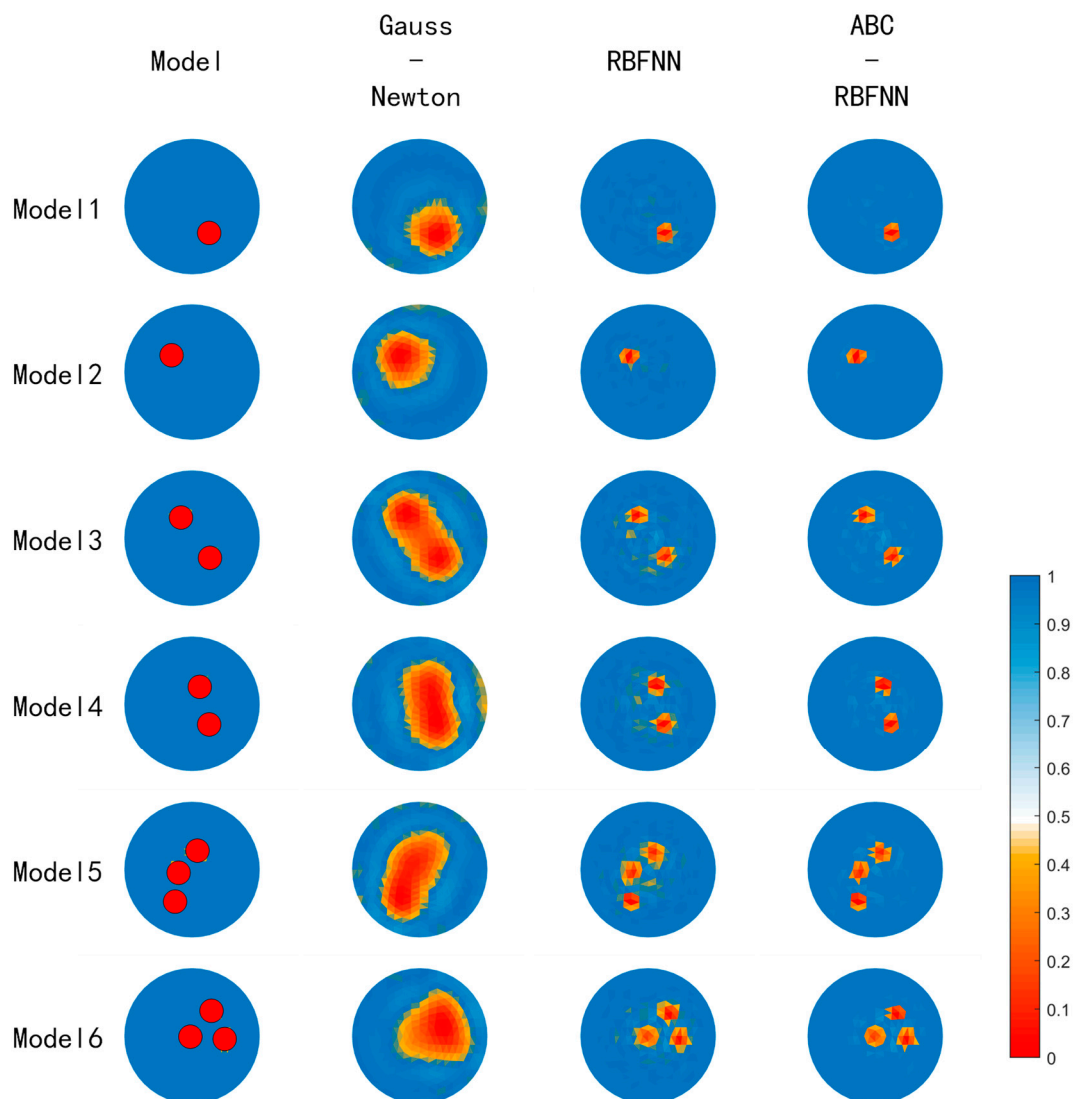 Model
Gauss
-
Newton
RBFNN
ABC
-
RBFNN
Model1
Model2
Model3
Model4
Model5
Model6
1
0.9
0.8
0.7
0.6
0.5
0.4
0.3
0.2
0.1
0